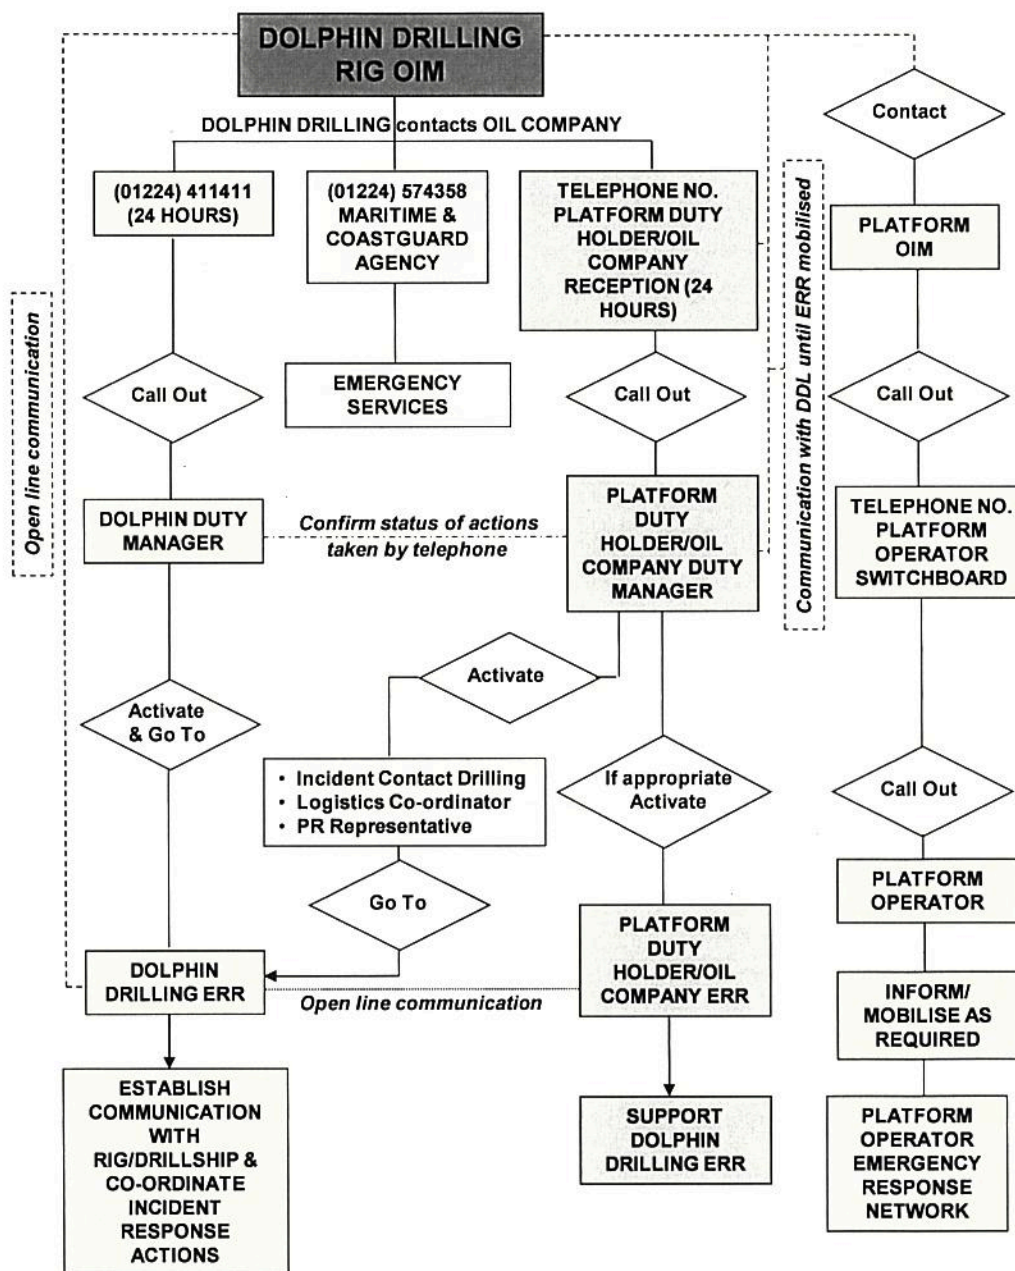 DOLPHIN DRILLING
RIG OIM
DOLPHIN DRILLING contacts OIL COMPANY
(01224) 411411
(24 HOURS)
(01224) 574358
MARITIME &
COASTGUARD
AGENCY
TELEPHONE NO.
PLATFORM DUTY
HOLDER/OIL
COMPANY
RECEPTION (24
HOURS)
Contact
PLATFORM
OIM
Open line communication
Communication with DDL until ERR mobilised
Call Out
EMERGENCY
SERVICES
Call Out
Call Out
DOLPHIN DUTY
MANAGER
Confirm status of actions
taken by telephone
PLATFORM
DUTY
HOLDER/OIL
COMPANY DUTY
MANAGER
TELEPHONE NO.
PLATFORM
OPERATOR
SWITCHBOARD
Activate
& Go To
Activate
If appropriate
Activate
Call Out
• Incident Contact Drilling
• Logistics Co-ordinator
• PR Representative
Go To
PLATFORM
OPERATOR
DOLPHIN
DRILLING ERR
Open line communication
PLATFORM
DUTY
HOLDER/OIL
COMPANY ERR
INFORM/
MOBILISE AS
REQUIRED
ESTABLISH
COMMUNICATION
WITH
RIG/DRILLSHIP &
CO-ORDINATE
INCIDENT
RESPONSE
ACTIONS
SUPPORT
DOLPHIN
DRILLING ERR
PLATFORM
OPERATOR
EMERGENCY
RESPONSE
NETWORK